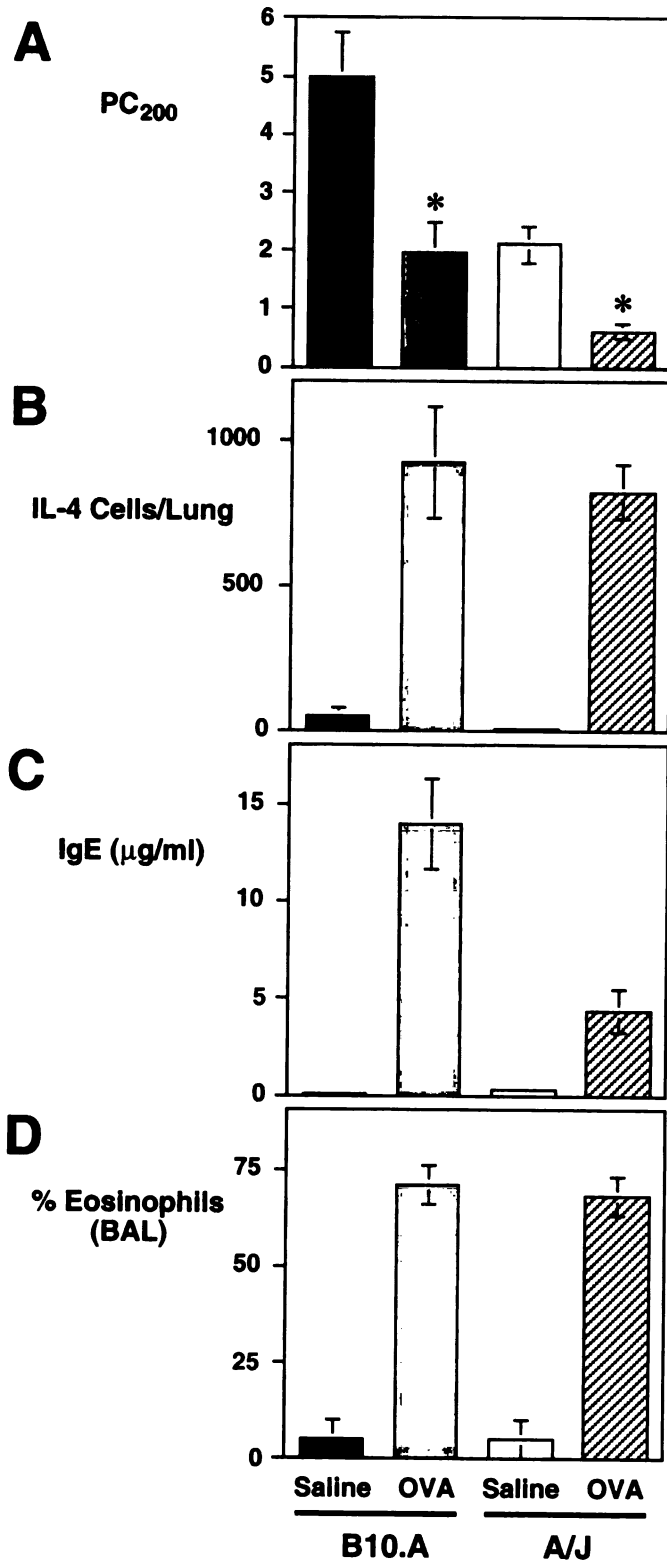 A
PC200
6
5
4
3
2
1
0
*
*
B
IL-4 Cells/Lung
1000
500
0
C
IgE (μg/ml)
15
10
5
0
D
% Eosinophils
(BAL)
75
50
25
0
Saline OVA Saline OVA
B10.A A/J